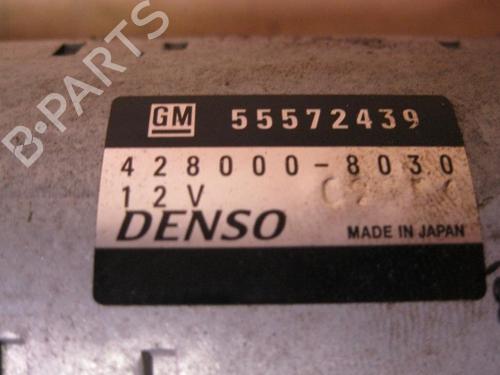 B-PARTS
GM 55572439
428000-8030
12V
DENSO MADE IN JAPAN